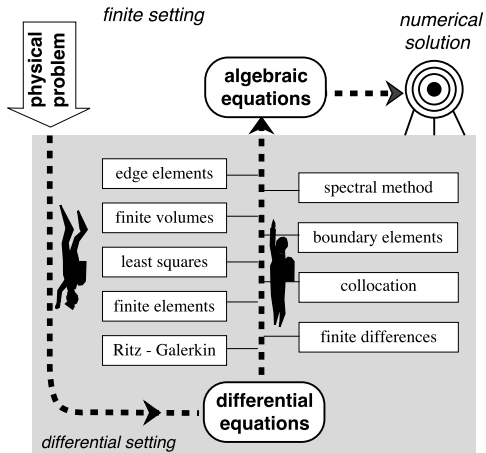 finite setting
numerical
solution
physical
problem
algebraic
equations
edge elements
spectral method
finite volumes
boundary elements
least squares
collocation
finite elements
finite differences
Ritz - Galerkin
differential
equations
differential setting